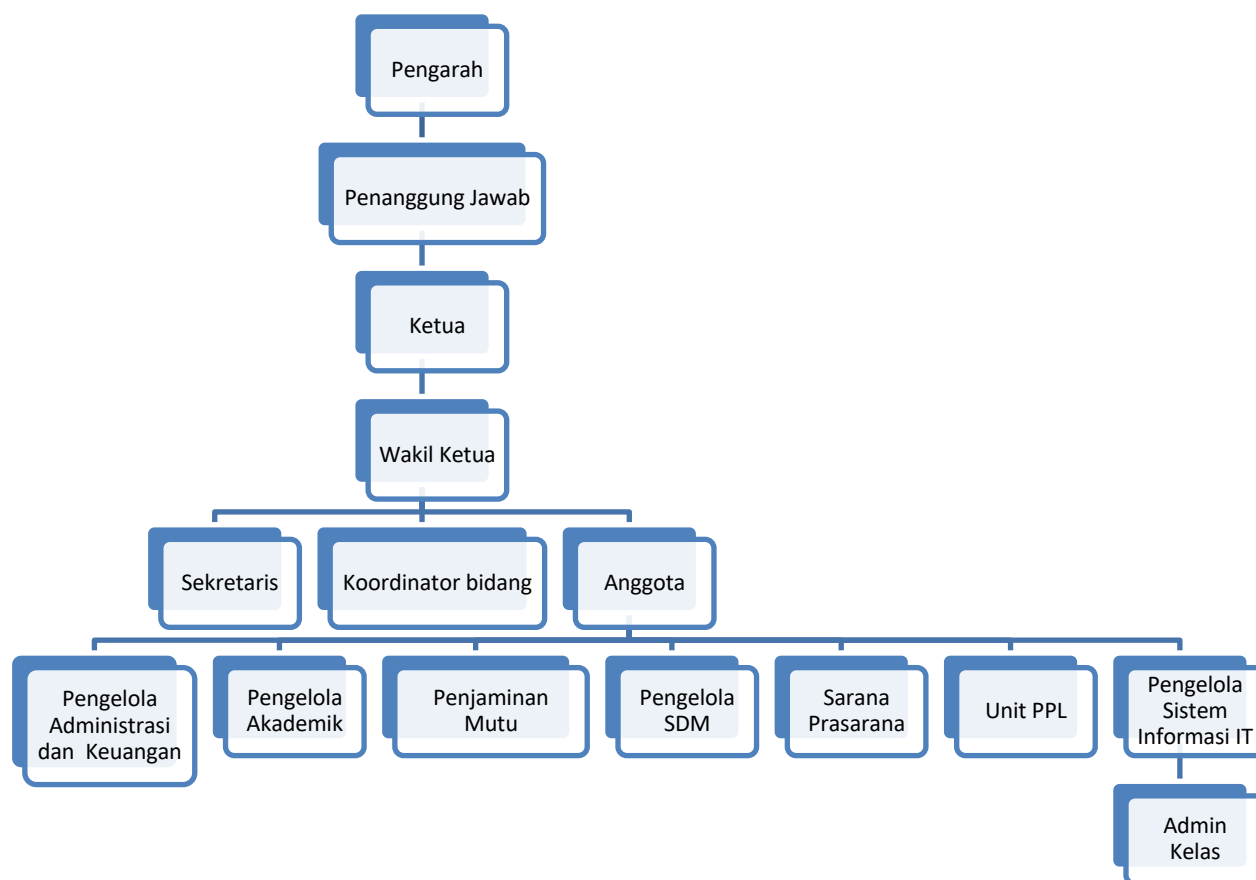 Pengarah
Penanggung Jawab
Ketua
Wakil Ketua
Sekretaris
Koordinator bidang
Anggota
Pengelola
Administrasi
dan Keuangan
Pengelola
Akademik
Penjaminan
Mutu
Pengelola
SDM
Sarana
Prasarana
Unit PPL
Pengelola
Sistem
Informasi IT
Admin
Kelas